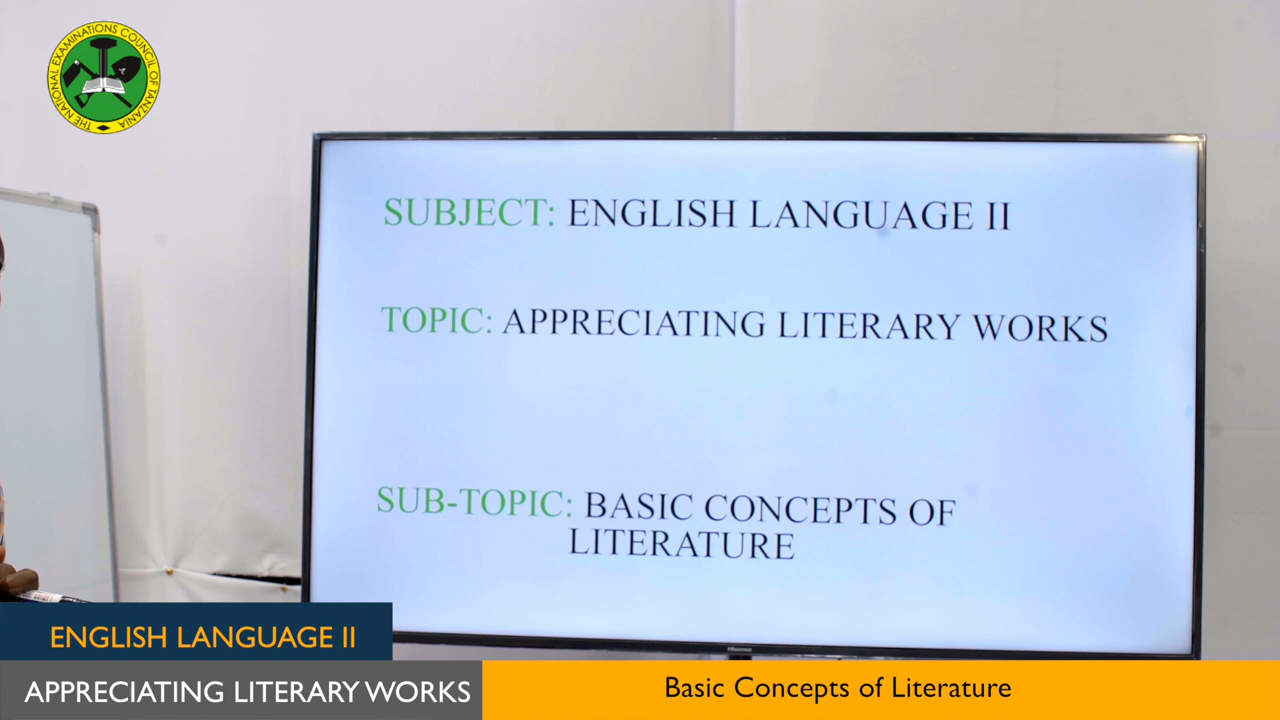 THE NATIONAL EXAMINATIONS COUNCIL OF TANZANIA
SUBJECT: ENGLISH LANGUAGE II
TOPIC: APPRECIATING LITERARY WORKS
SUB-TOPIC: BASIC CONCEPTS OF
LITERATURE
Hisense
ENGLISH LANGUAGE II
APPRECIATING LITERARY WORKS
Basic Concepts of Literature